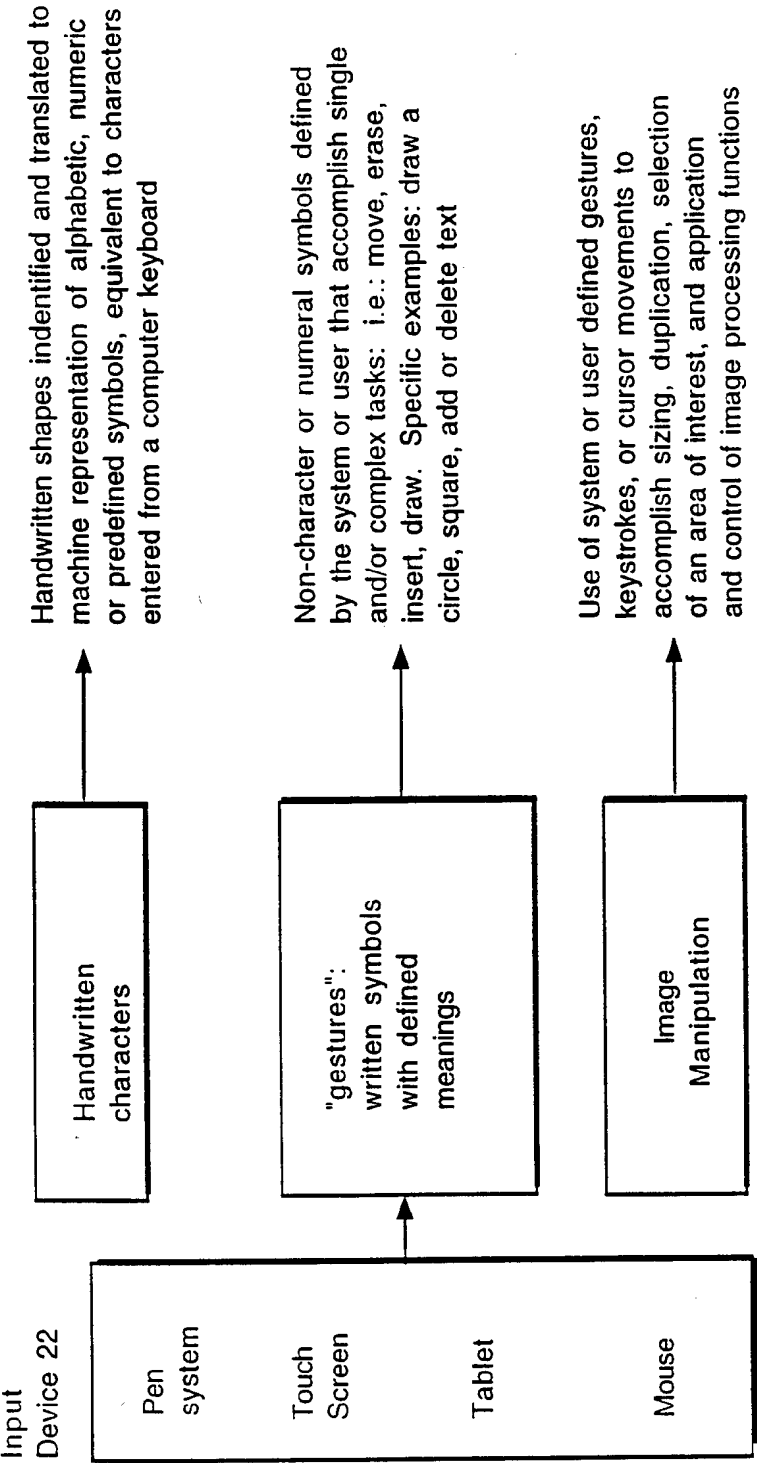 Input
Device 22
Pen
system
Touch
Screen
Tablet
Mouse
Handwritten
characters
"gestures":
written symbols
with defined
meanings
Image
Manipulation
Handwritten shapes indentified and translated to
machine representation of alphabetic, numeric
or predefined symbols, equivalent to characters
entered from a computer keyboard
Non-character or numeral symbols defined
by the system or user that accomplish single
and/or complex tasks: i.e.: move, erase,
insert, draw. Specific examples: draw a
circle, square, add or delete text
Use of system or user defined gestures,
keystrokes, or cursor movements to
accomplish sizing, duplication, selection
of an area of interest, and application
and control of image processing functions